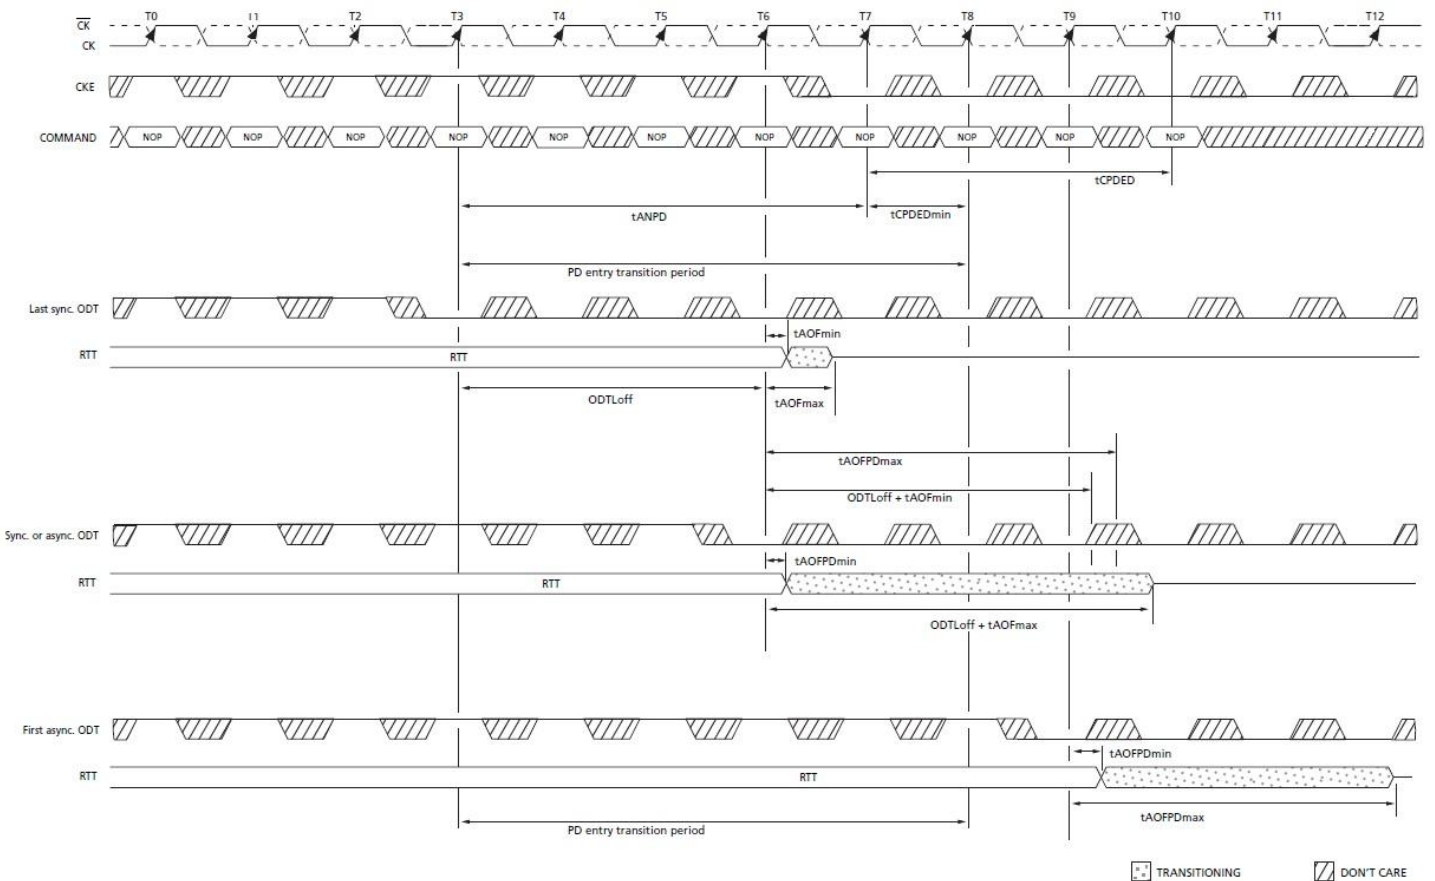 CK T0 T1 T2 T3 T4 T5 T6 T7 T8 T9 T10 T11 T12
CK
CKE
COMMAND NOP NOP NOP NOP NOP NOP NOP NOP NOP NOP NOP
tCPDED
tANPD tCPDEDmin
PD entry transition period
Last sync. ODT
tAOFmin
RTT RTT
ODTLoff tAOFmax
tAOFPDmax
ODTLoff + tAOFmin
Sync. or async. ODT
tAOFPDmin
RTT RTT
ODTLoff + tAOFmax
First async. ODT
tAOFPDmin
RTT RTT
tAOFPDmax
PD entry transition period
TRANSITIONING DON'T CARE